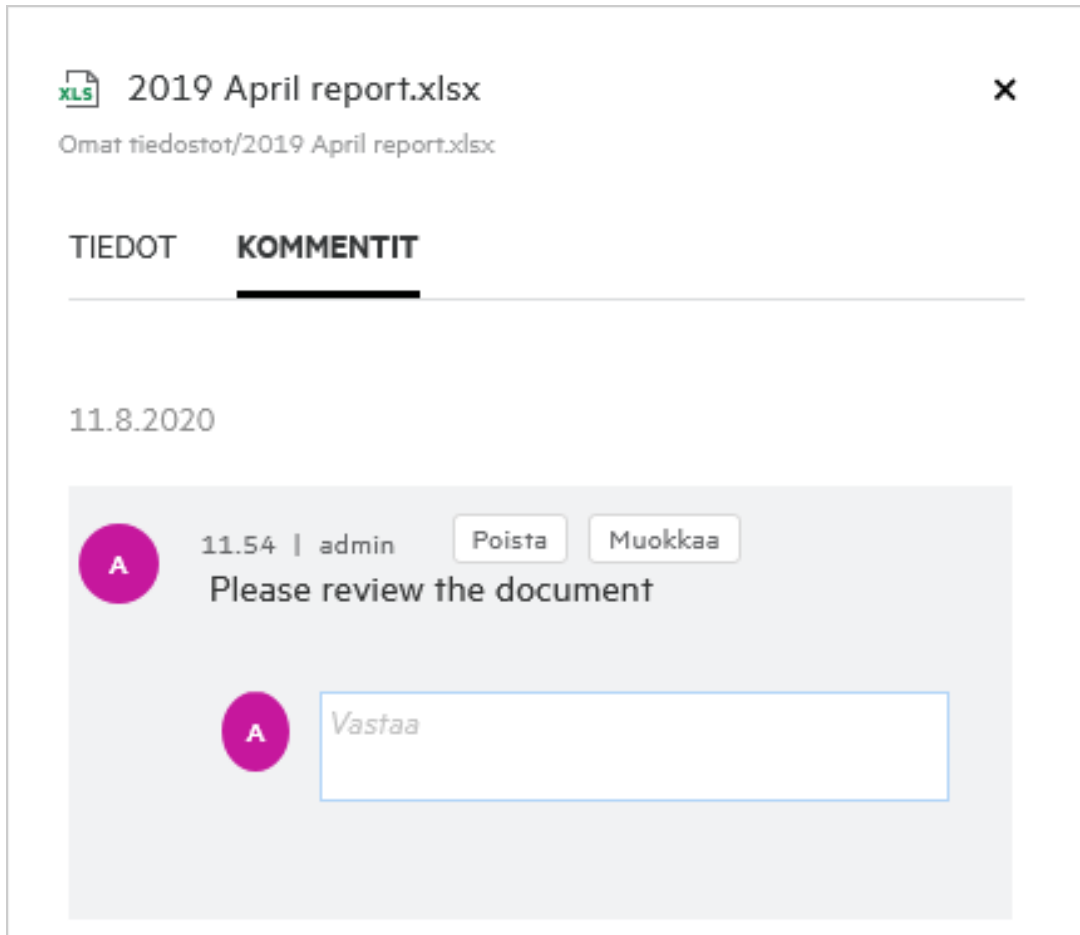 XLS 2019 April report.xlsx ×
Omat tiedostot/2019 April report.xlsx
TIEDOT KOMMENTIT
11.8.2020
A 11.54 | admin Poista Muokkaa
Please review the document
A Vastaa